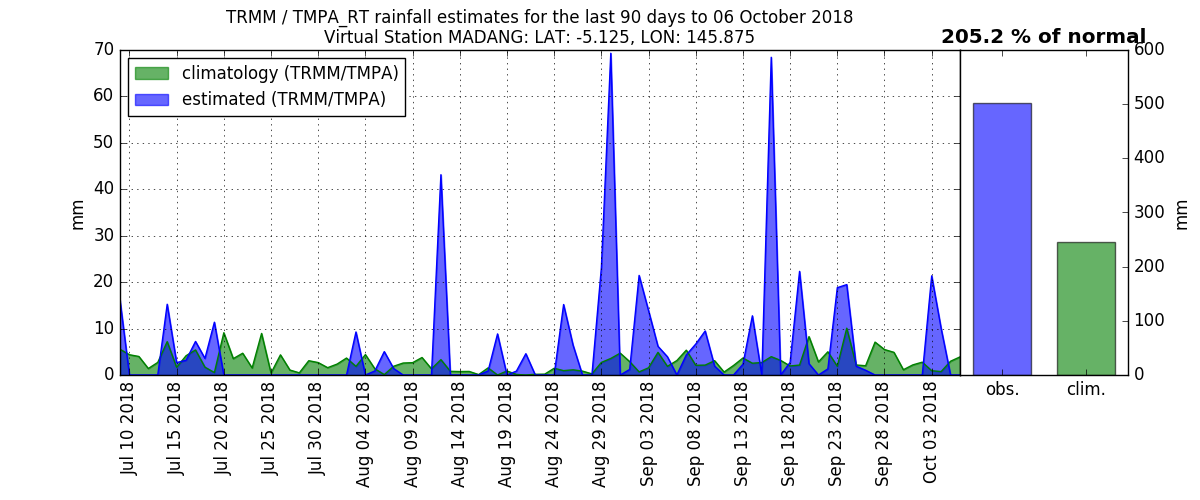 TRMM / TMPA_RT rainfall estimates for the last 90 days to 06 October 2018
Virtual Station MADANG: LAT: -5.125, LON: 145.875
205.2 % of normal
climatology (TRMM/TMPA)
estimated (TRMM/TMPA)
70
60
50
40
30
20
10
0
mm
Jul 10 2018
Jul 15 2018
Jul 20 2018
Jul 25 2018
Jul 30 2018
Aug 04 2018
Aug 09 2018
Aug 14 2018
Aug 19 2018
Aug 24 2018
Aug 29 2018
Sep 03 2018
Sep 08 2018
Sep 13 2018
Sep 18 2018
Sep 23 2018
Sep 28 2018
Oct 03 2018
600
500
400
300
200
100
0
mm
obs.
clim.